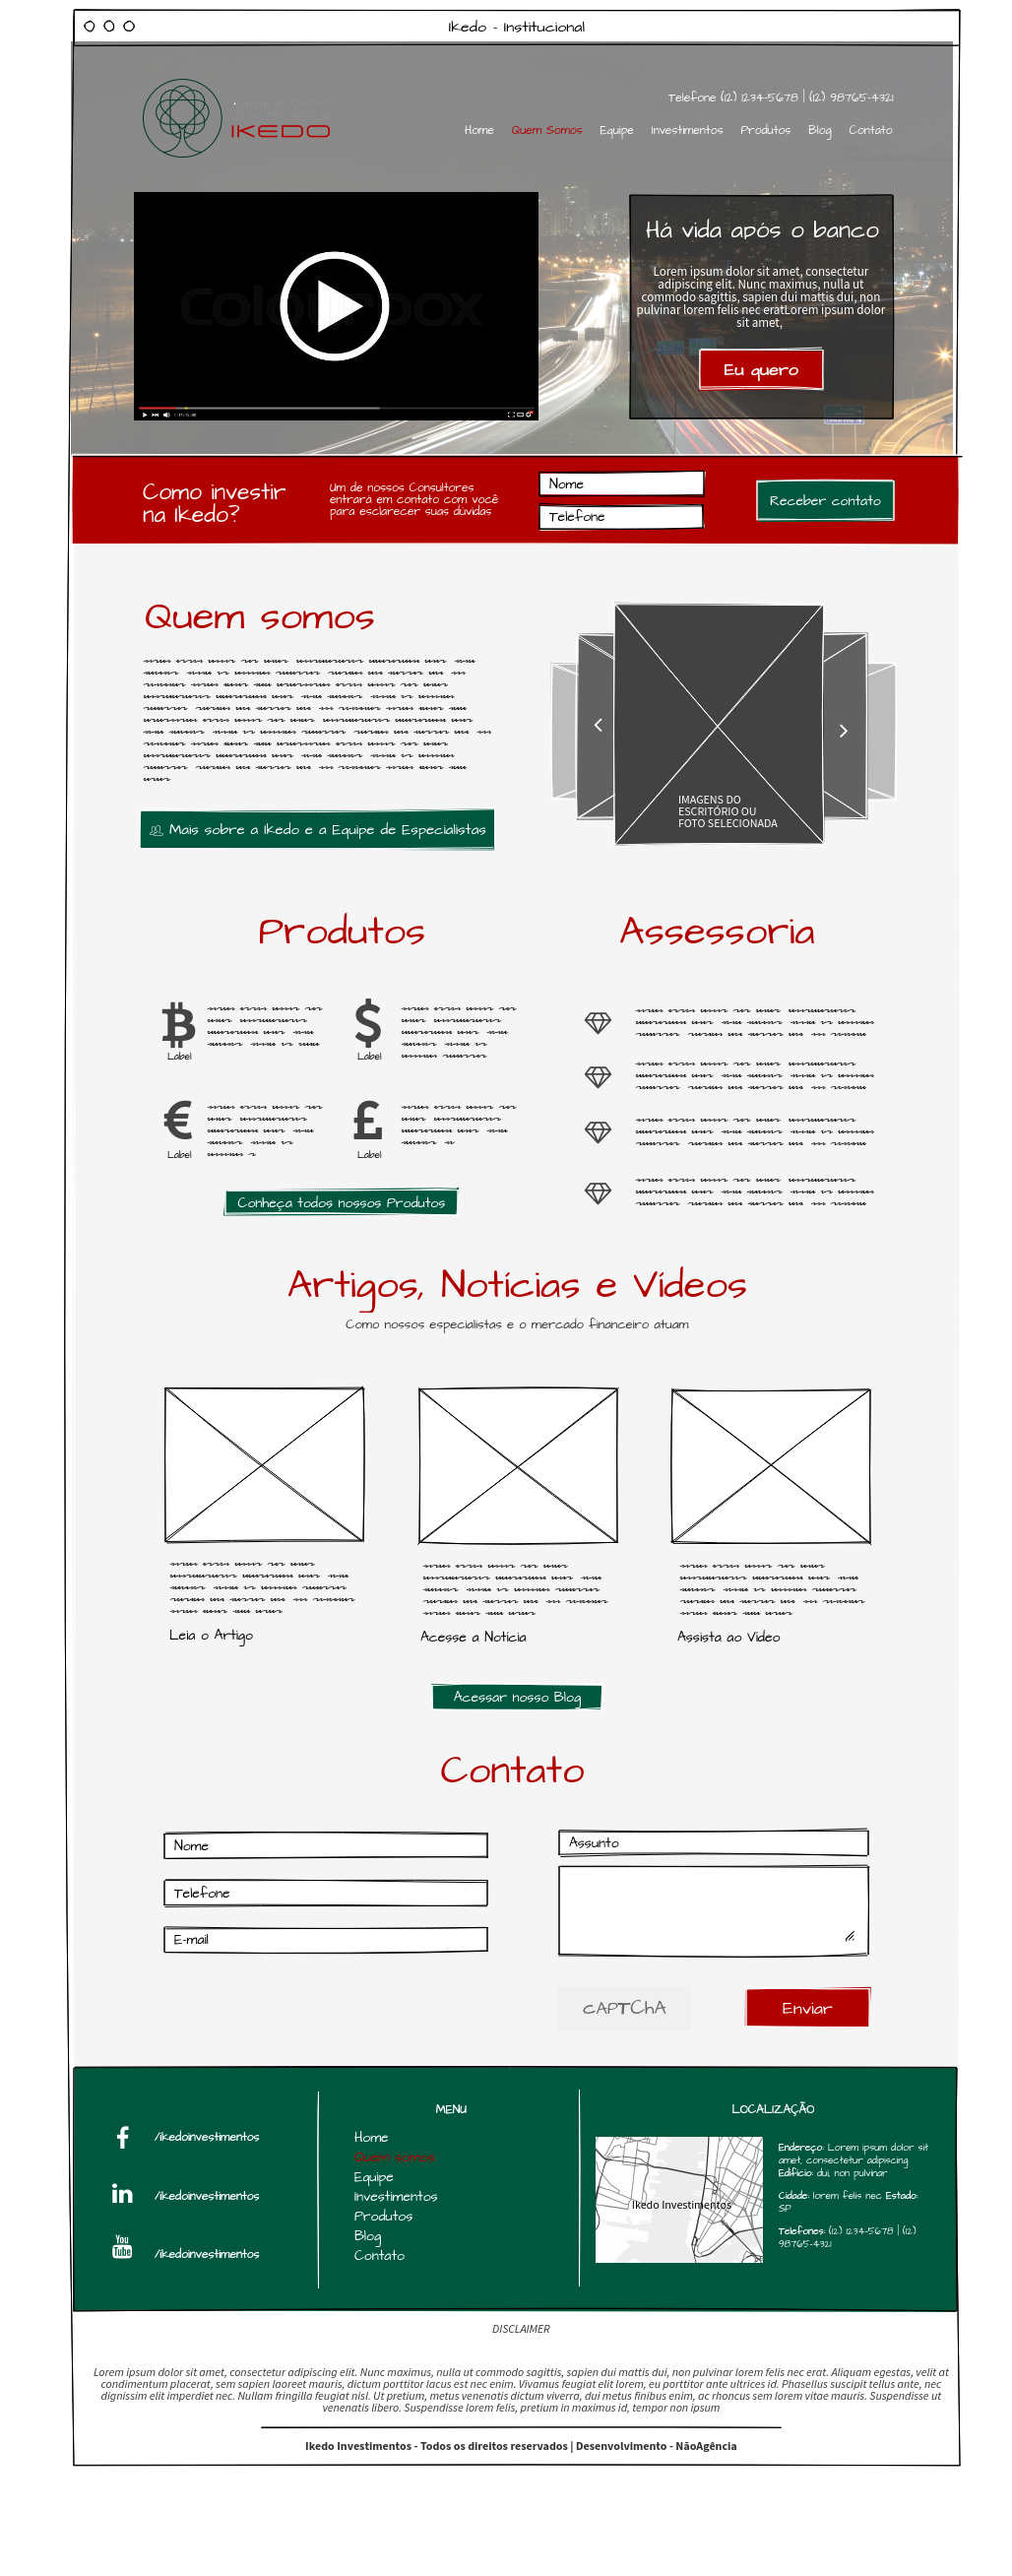 Ikedo - Institucional
Telefone (12) 1234-5678 | (12) 98765-4321
IKEDO
Home Quem Somos Equipe Investimentos Produtos Blog Contato
Há vida após o banco
Lorem ipsum dolor sit amet, consectetur
adipiscing elit. Nunc maximus, nulla ut
commodo sagittis, sapien dui mattis dui, non
pulvinar lorem felis nec eratLorem ipsum dolor
sit amet,
Eu quero
Como investir
na Ikedo?
Um de nossos Consultores
entrará em contato com você
para esclarecer suas dúvidas
Nome
Telefone
Receber contato
Quem somos
Mais sobre a Ikedo e a Equipe de Especialistas
IMAGENS DO
ESCRITÓRIO OU
FOTO SELECIONADA
Produtos
Label
Label
Label
Label
Conheça todos nossos Produtos
Assessoria
Artigos, Notícias e Vídeos
Como nossos especialistas e o mercado financeiro atuam
Leia o Artigo
Acesse a Notícia
Assista ao Vídeo
Acessar nosso Blog
Contato
Nome
Telefone
E-mail
Assunto
cAPTChA
Enviar
/ikedoinvestimentos
/ikedoinvestimentos
You
Tube
/ikedoinvestimentos
MENU
Home
Quem somos
Equipe
Investimentos
Produtos
Blog
Contato
LOCALIZAÇÃO
Ikedo Investimentos
Endereço: Lorem ipsum dolor sit
amet, consectetur adipiscing
Edifício: dui, non pulvinar
Cidade: lorem felis nec Estado:
SP
Telefones: (12) 1234-5678 | (12)
98765-4321
DISCLAIMER
Lorem ipsum dolor sit amet, consectetur adipiscing elit. Nunc maximus, nulla ut commodo sagittis, sapien dui mattis dui, non pulvinar lorem felis nec erat. Aliquam egestas, velit at
condimentum placerat, sem sapien laoreet mauris, dictum porttitor lacus est nec enim. Vivamus feugiat elit lorem, eu porttitor ante ultrices id. Phasellus suscipit tellus ante, nec
dignissim elit imperdiet nec. Nullam fringilla feugiat nisl. Ut pretium, metus venenatis dictum viverra, dui metus finibus enim, ac rhoncus sem lorem vitae mauris. Suspendisse ut
venenatis libero. Suspendisse lorem felis, pretium in maximus id, tempor non ipsum
Ikedo Investimentos - Todos os direitos reservados | Desenvolvimento - NãoAgência